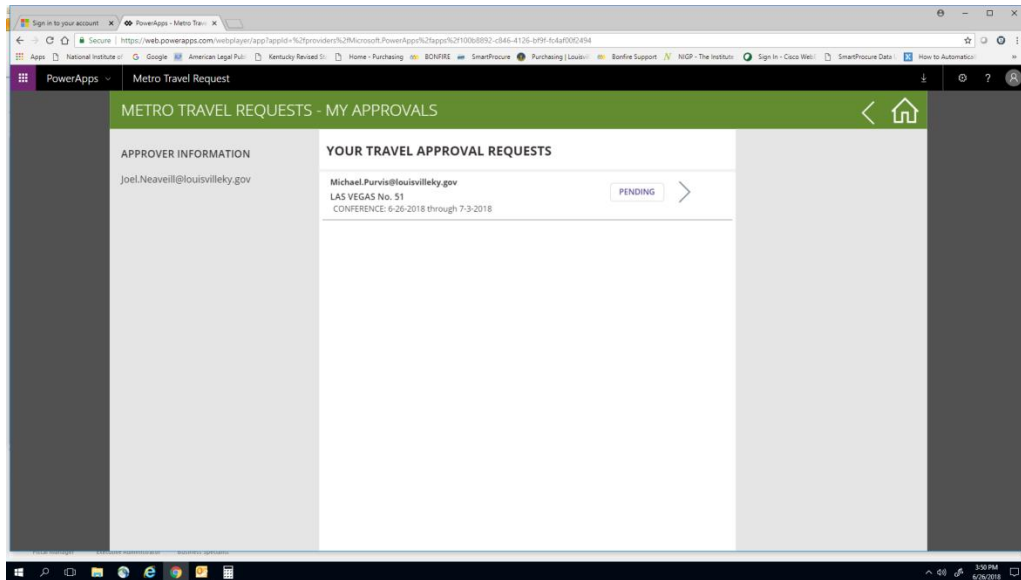 Sign in to your account
PowerApps - Metro Trav
Secure | https://web.powerapps.com/webplayer/app?appId=%2fproviders%2fMicrosoft.PowerApps%2fapps%2f100b8892-c846-4126-bf9f-fc4af00f2494
Apps National Institute of Google American Legal Publ Kentucky Revised St Home - Purchasing BONFIRE SmartProcure Purchasing | Louisvil Bonfire Support NIGP - The Institute Sign In - Cisco Web SmartProcure Data How to Automatical »
PowerApps Metro Travel Request ?
METRO TRAVEL REQUESTS - MY APPROVALS
APPROVER INFORMATION
Joel.Neaveill@louisvilleky.gov
YOUR TRAVEL APPROVAL REQUESTS
Michael.Purvis@louisvilleky.gov
LAS VEGAS No. 51
CONFERENCE: 6-26-2018 through 7-3-2018
PENDING
3:50 PM
6/26/2018